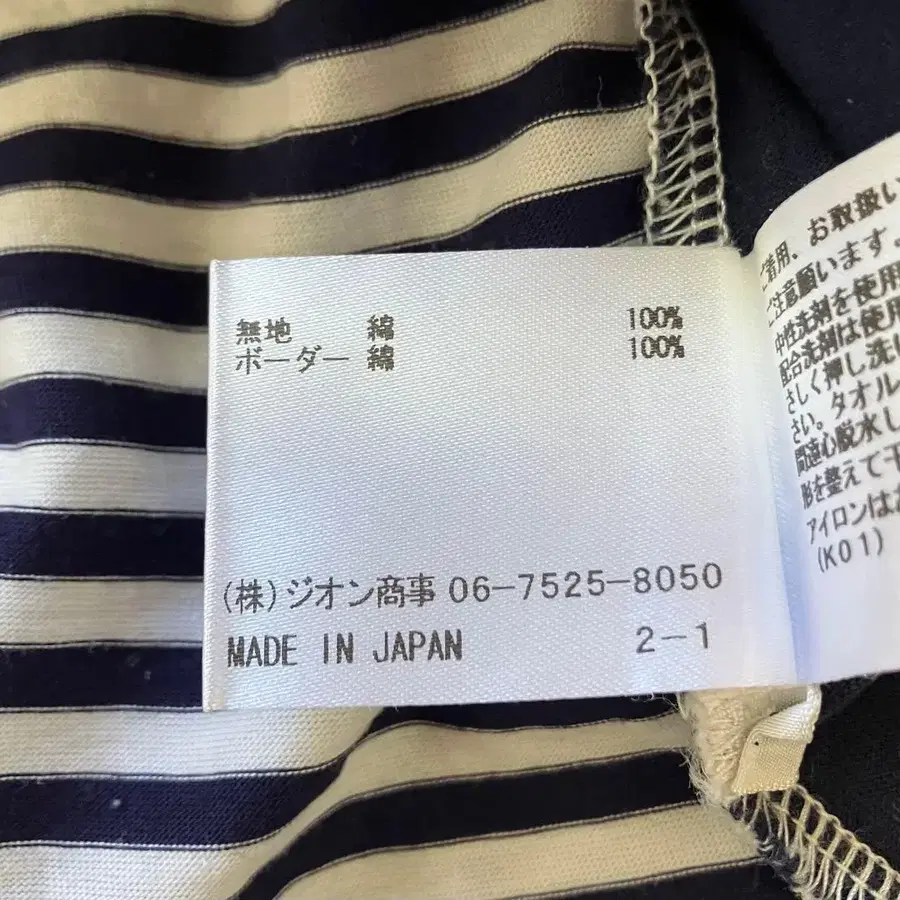 無地 綿 100%
ボーダー 綿 100%
(株)ジオン商事 06-7525-8050
MADE IN JAPAN 2-1
着用、お取扱い
ご注意願います。
中性洗剤を使用
配合洗剤は使用
さしく押し洗い
さい。タオル
間遠心脱水し
形を整えて干
アイロンはあ
(K01)